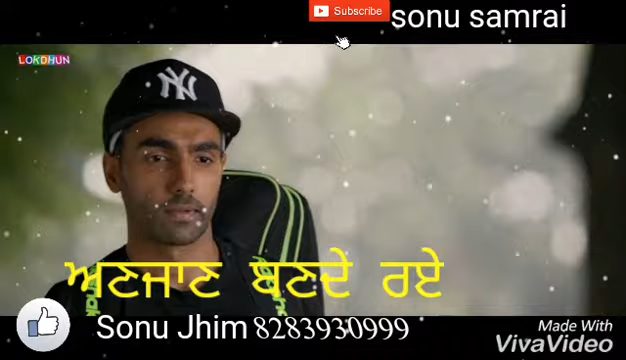 Subscribe
sonu samrai
LOKDHUN
NY
ਅਣਜਾਣ ਬਣਦੇਂ ਰਏ
Sonu Jhim 8283930999
Made With
VivaVideo